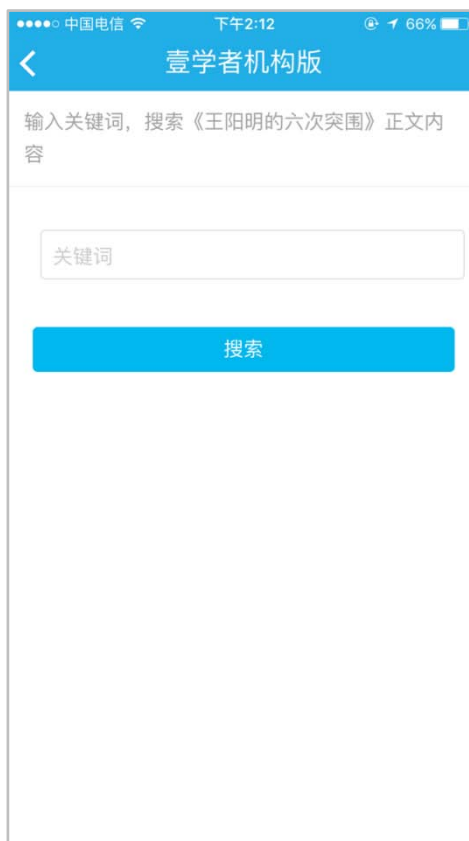 中国电信 下午2:12 66%
壹学者机构版
输入关键词，搜索《王阳明的六次突围》正文内
容
关键词
搜索